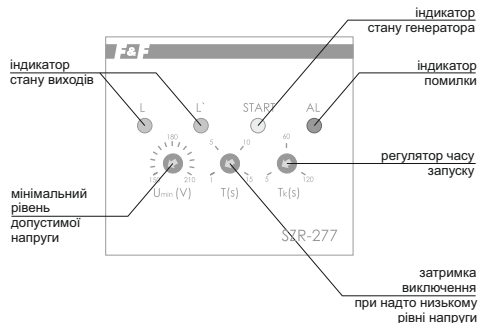 індикатор
стану генератора
індикатор
помилки
індикатор
стану виходів
F&F
L L' START AL
180 5 10 60
150 210 1 15 5 120
Umin (V) T(s) Tk(s)
SZR-277
регулятор часу
запуску
мінімальний
рівень
допустимої
напруги
затримка
виключення
при надто низькому
рівні напруги